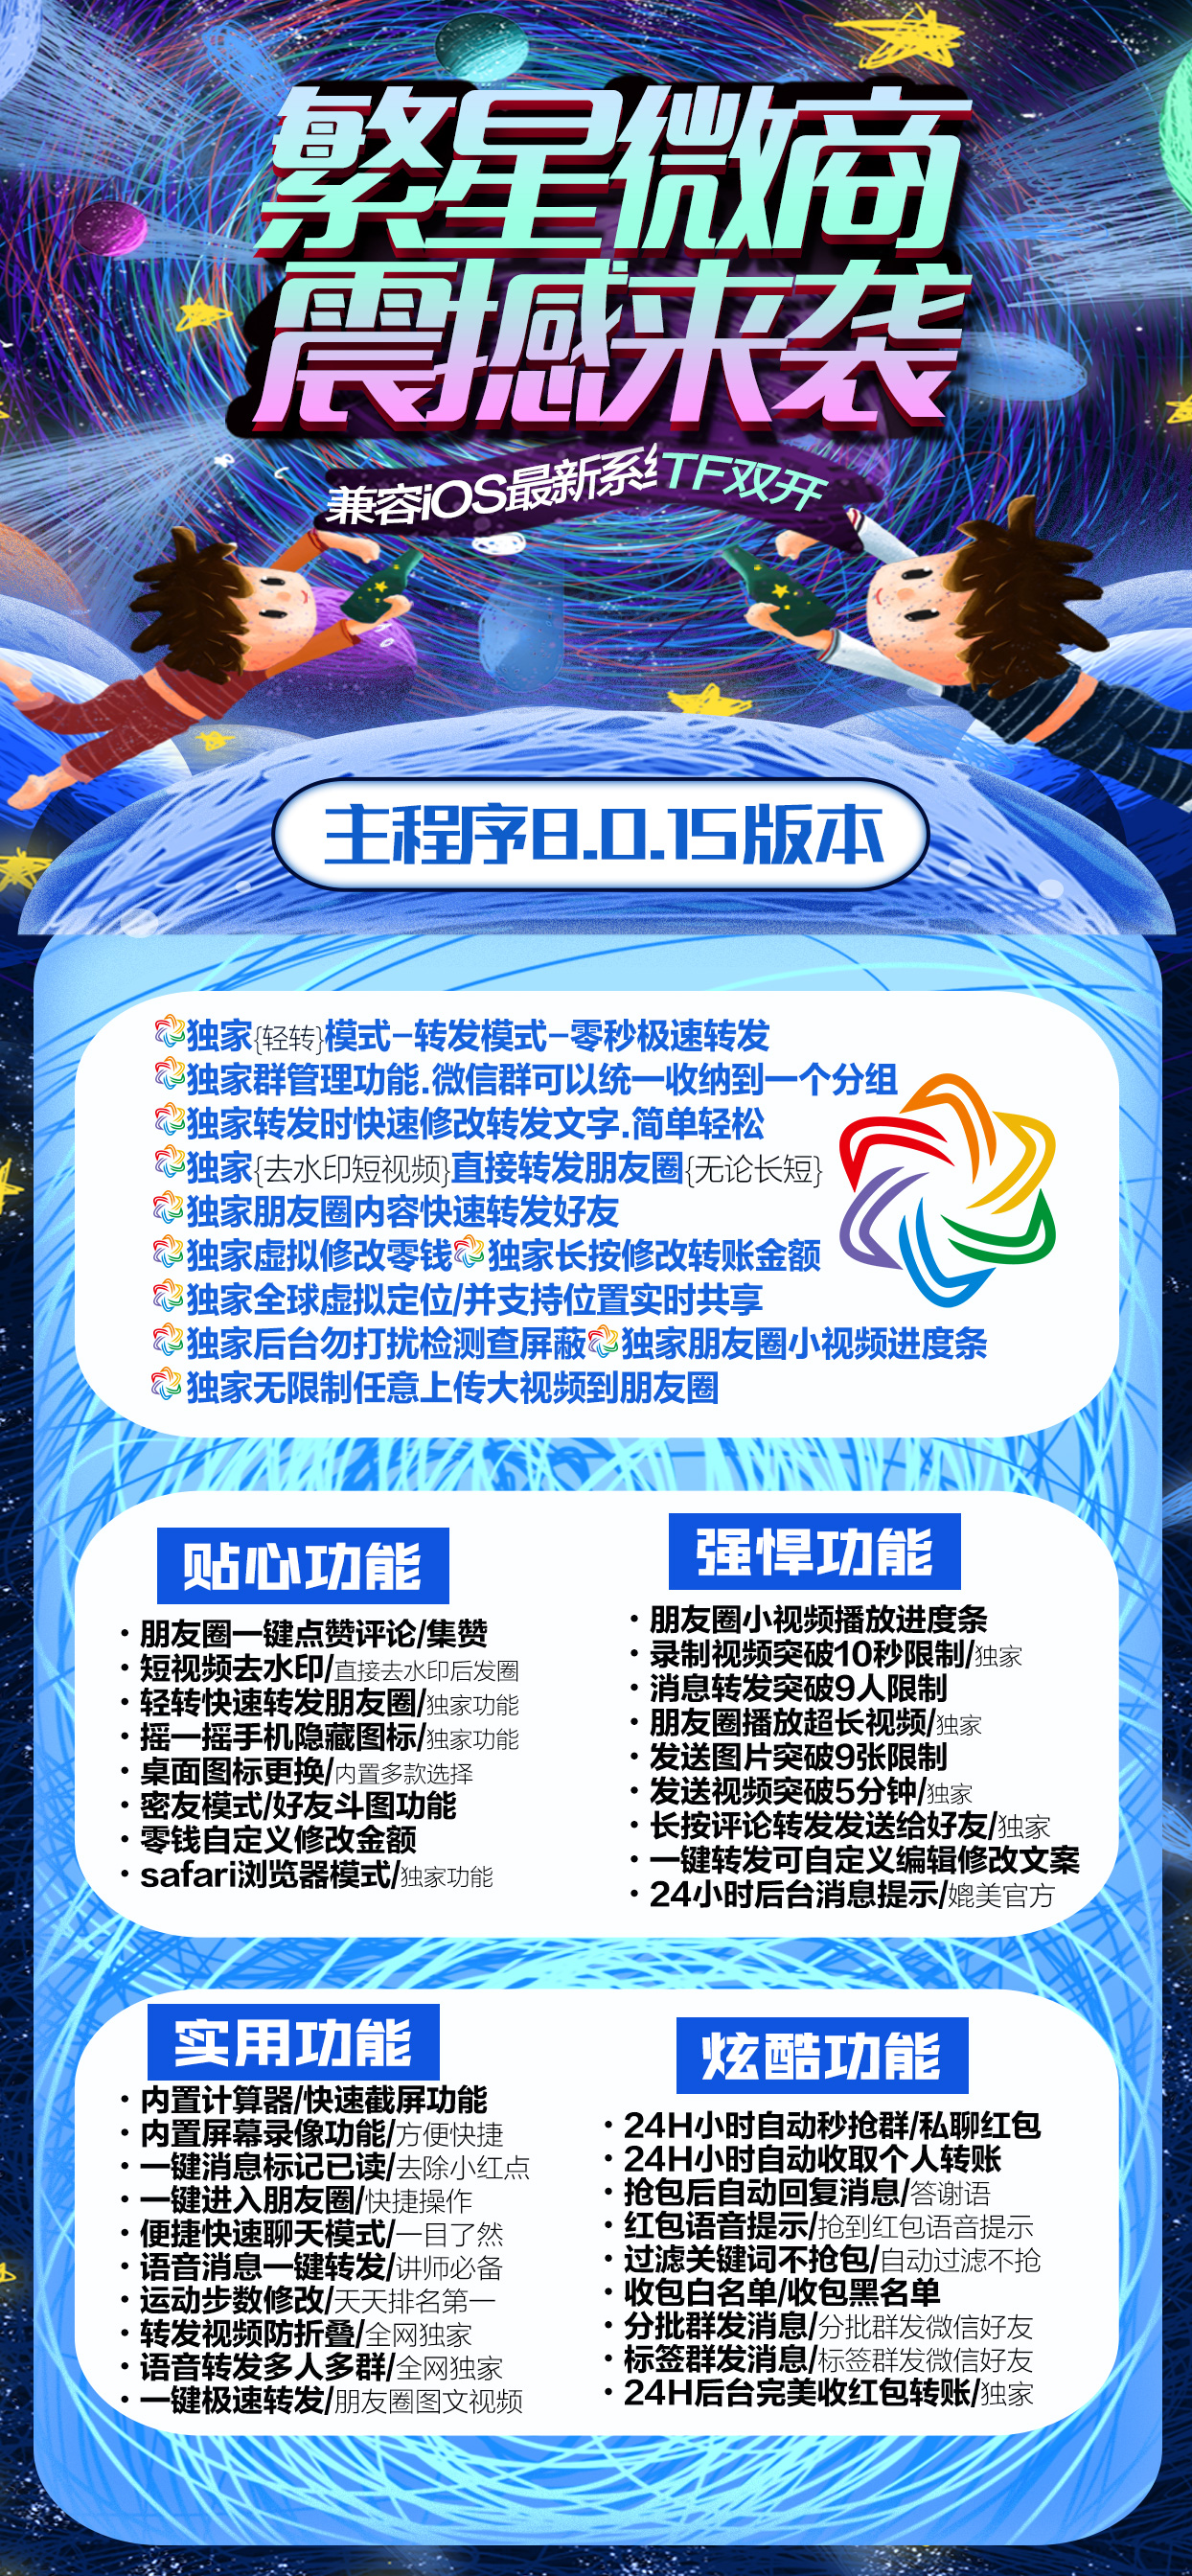 繁星微商
震撼来袭
兼容iOS最新系统TF双开
主程序8.0.15版本
独家{轻转}模式-转发模式-零秒极速转发
独家群管理功能.微信群可以统一收纳到一个分组
独家转发时快速修改转发文字.简单轻松
独家{去水印短视频}直接转发朋友圈{无论长短}
独家朋友圈内容快速转发好友
独家虚拟修改零钱 独家长按修改转账金额
独家全球虚拟定位/并支持位置实时共享
独家后台勿打扰检测查屏蔽 独家朋友圈小视频进度条
独家无限制任意上传大视频到朋友圈
贴心功能
·朋友圈一键点赞评论/集赞
·短视频去水印/直接去水印后发圈
·轻转快速转发朋友圈/独家功能
·摇一摇手机隐藏图标/独家功能
·桌面图标更换/内置多款选择
·密友模式/好友斗图功能
·零钱自定义修改金额
·safari浏览器模式/独家功能
强悍功能
·朋友圈小视频播放进度条
·录制视频突破10秒限制/独家
·消息转发突破9人限制
·朋友圈播放超长视频/独家
·发送图片突破9张限制
·发送视频突破5分钟/独家
·长按评论转发发送给好友/独家
·一键转发可自定义编辑修改文案
·24小时后台消息提示/媲美官方
实用功能
·内置计算器/快速截屏功能
·内置屏幕录像功能/方便快捷
·一键消息标记已读/去除小红点
·一键进入朋友圈/快捷操作
·便捷快速聊天模式/一目了然
·语音消息一键转发/讲师必备
·运动步数修改/天天排名第一
·转发视频防折叠/全网独家
·语音转发多人多群/全网独家
·一键极速转发/朋友圈图文视频
炫酷功能
·24H小时自动秒抢群/私聊红包
·24H小时自动收取个人转账
·抢包后自动回复消息/答谢语
·红包语音提示/抢到红包语音提示
·过滤关键词不抢包/自动过滤不抢
·收包白名单/收包黑名单
·分批群发消息/分批群发微信好友
·标签群发消息/标签群发微信好友
·24H后台完美收红包转账/独家